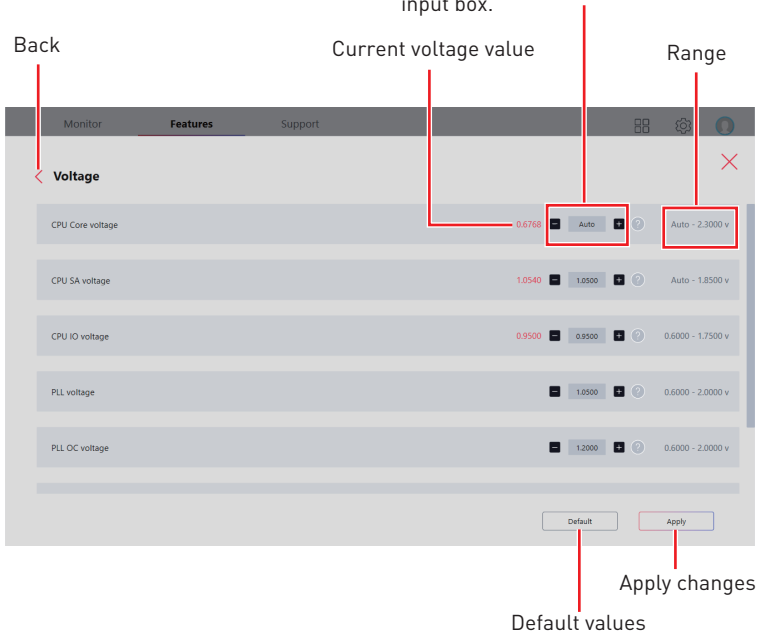 input box.
Back
Current voltage value
Range
Monitor Features Support
Voltage
CPU Core voltage 0.6768 Auto ? Auto - 2.3000 v
CPU SA voltage 1.0540 1.0500 ? Auto - 1.8500 v
CPU IO voltage 0.9500 0.9500 ? 0.6000 - 1.7500 v
PLL voltage 1.0500 ? 0.6000 - 2.0000 v
PLL OC voltage 1.2000 ? 0.6000 - 2.0000 v
Default Apply
Apply changes
Default values